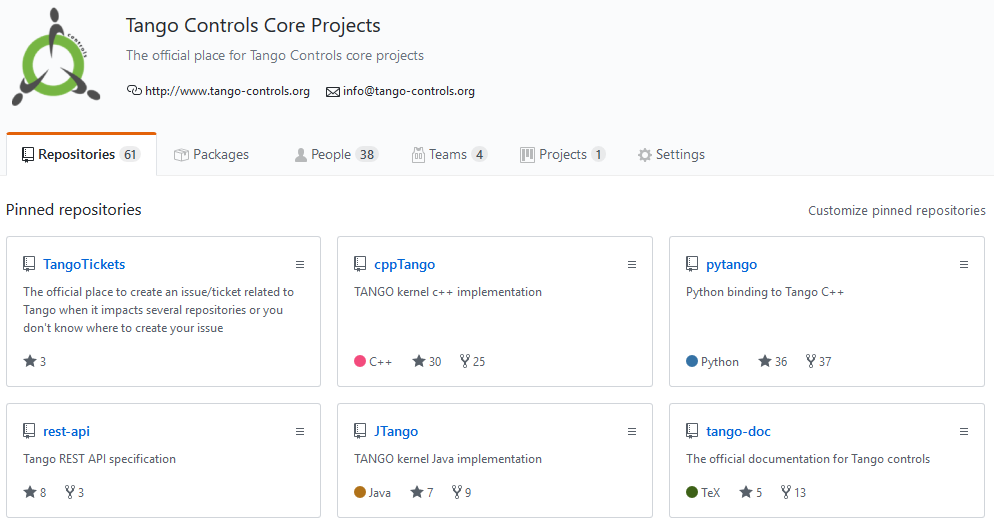 Tango Controls Core Projects
The official place for Tango Controls core projects
http://www.tango-controls.org info@tango-controls.org
CONTROLS
Repositories 61 Packages People 38 Teams 4 Projects 1 Settings
Pinned repositories Customize pinned repositories
TangoTickets
The official place to create an issue/ticket related to
Tango when it impacts several repositories or you
don't know where to create your issue
3
cppTango
TANGO kernel c++ implementation
C++ 30 25
pytango
Python binding to Tango C++
Python 36 37
rest-api
Tango REST API specification
8 3
JTango
TANGO kernel Java implementation
Java 7 9
tango-doc
The official documentation for Tango controls
TeX 5 13